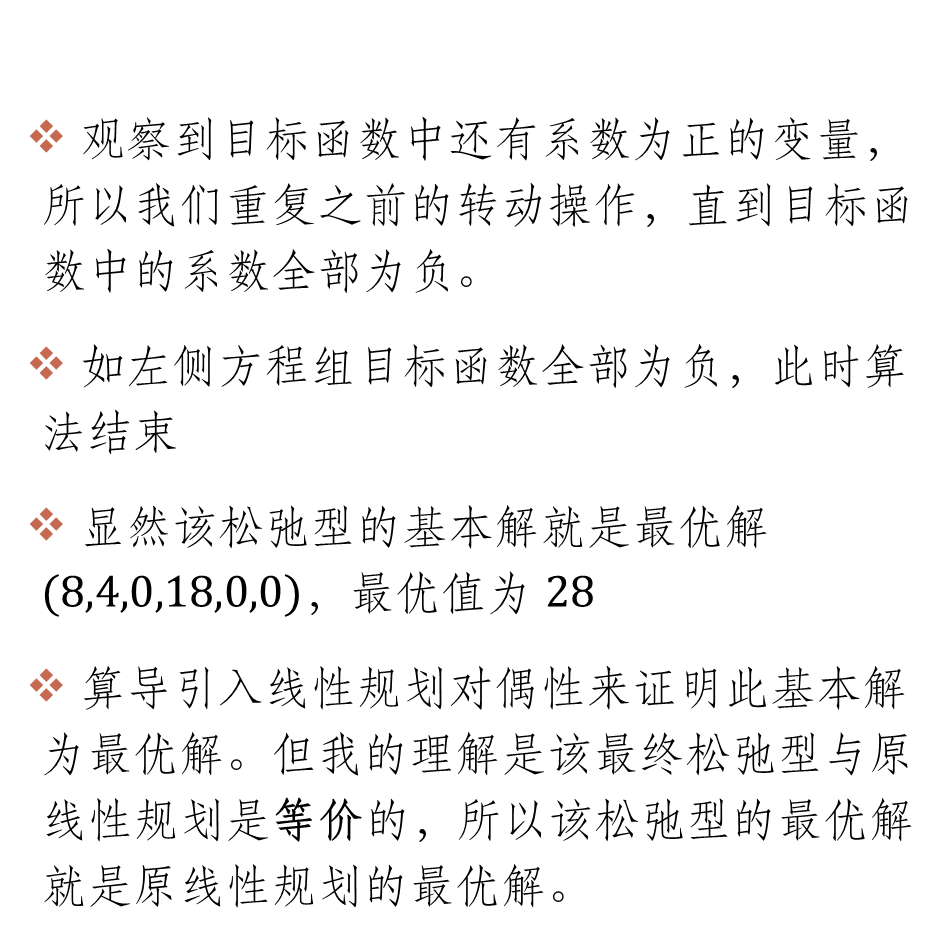 ❖ 观察到目标函数中还有系数为正的变量，
所以我们重复之前的转动操作，直到目标函
数中的系数全部为负。
❖ 如左侧方程组目标函数全部为负，此时算
法结束
❖ 显然该松弛型的基本解就是最优解
(8,4,0,18,0,0)，最优值为 28
❖ 算导引入线性规划对偶性来证明此基本解
为最优解。但我的理解是该最终松弛型与原
线性规划是等价的，所以该松弛型的最优解
就是原线性规划的最优解。